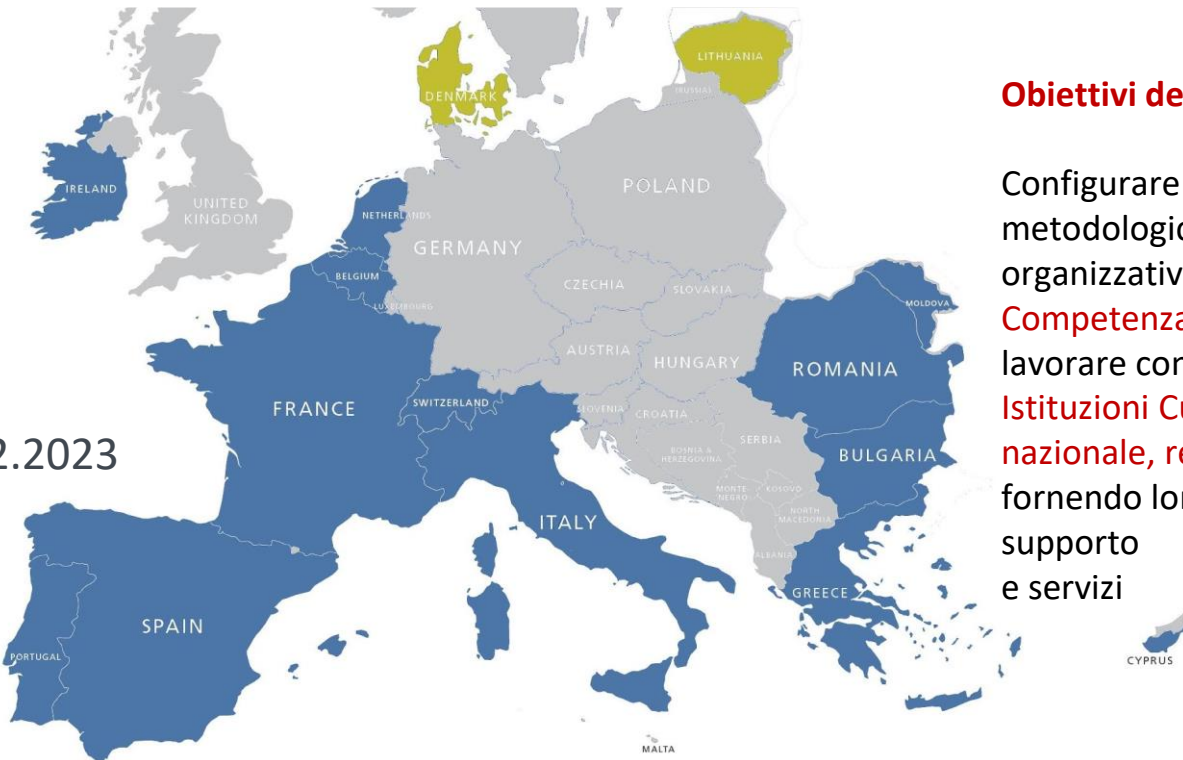 LITHUANIA
(RUSSIA)
DENMARK
IRELAND
UNITED
KINGDOM
NETHERLANDS
POLAND
GERMANY
BELGIUM
LUXEMBOURG
CZECHIA
SLOVAKIA
MOLDOVA
AUSTRIA
HUNGARY
ROMANIA
FRANCE
SWITZERLAND
SLOVENIA
CROATIA
BOSNIA &
HERZEGOVINA
SERBIA
BULGARIA
MONTE-
NEGRO
KOSOVO
NORTH
MACEDONIA
ITALY
ALBANIA
GREECE
SPAIN
PORTUGAL
CYPRUS
MALTA
2.2023
Obiettivi de
Configurare
metodologic
organizzativ
Competenza
lavorare con
Istituzioni Cu
nazionale, re
fornendo lor
supporto
e servizi